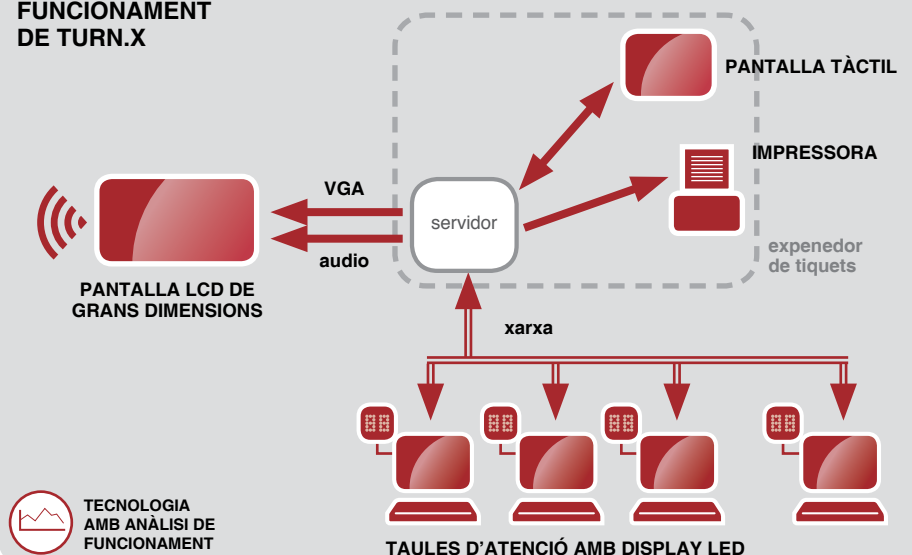 FUNCIONAMENT
DE TURN.X
PANTALLA TÀCTIL
IMPRESSORA
VGA
servidor
audio
expenedor
de tiquets
PANTALLA LCD DE
GRANS DIMENSIONS
xarxa
TECNOLOGIA
AMB ANÀLISI DE
FUNCIONAMENT
TAULES D'ATENCIÓ AMB DISPLAY LED